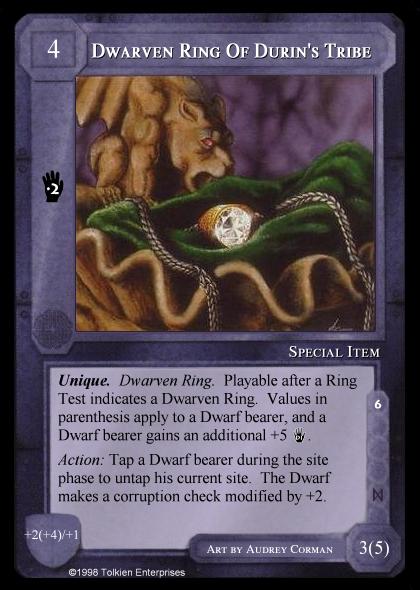 4
DWARVEN RING OF DURIN'S TRIBE
·2
SPECIAL ITEM
Unique. Dwarven Ring. Playable after a Ring
Test indicates a Dwarven Ring. Values in
parenthesis apply to a Dwarf bearer, and a
Dwarf bearer gains an additional +5 .
Action: Tap a Dwarf bearer during the site
phase to untap his current site. The Dwarf
makes a corruption check modified by +2.
6
+2(+4)/+1
ART BY AUDREY CORMAN
3(5)
©1998 Tolkien Enterprises